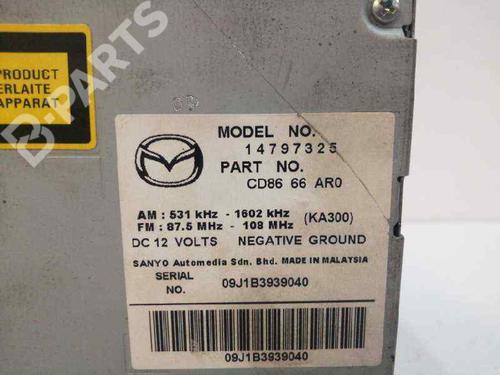 B-PARTS
PRODUCT
ERLAITE
APPARAT
MODEL NO.
14797325
PART NO.
CD86 66 AR0
AM : 531 kHz - 1602 kHz (KA300)
FM : 87.5 MHz - 108 MHz
DC 12 VOLTS NEGATIVE GROUND
SANYO Automedia Sdn. Bhd. MADE IN MALAYSIA
SERIAL NO. 09J1B3939040
09J1B3939040